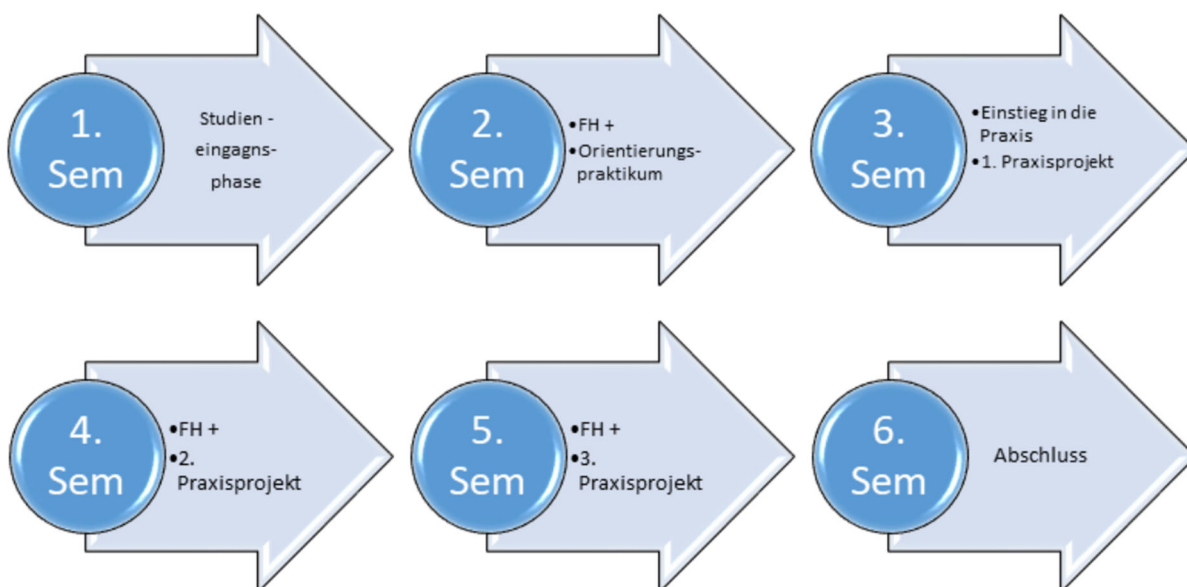 1.
Sem
Studien -
eingagns-
phase
2.
Sem
•FH +
•Orientierungs-
praktikum
3.
Sem
•Einstieg in die
Praxis
•1. Praxisprojekt
4.
Sem
•FH +
•2.
Praxisprojekt
5.
Sem
•FH +
•3.
Praxisprojekt
6.
Sem
Abschluss